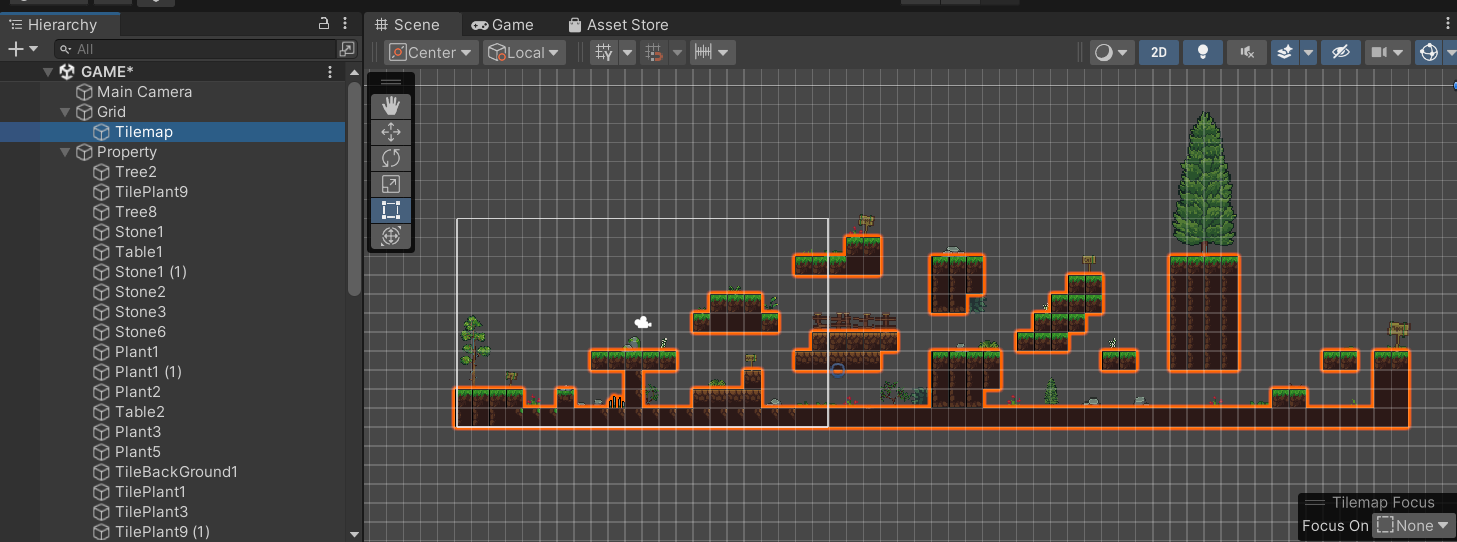 Hierarchy
Scene
Game
Asset Store
All
Center
Local
2D
GAME*
Main Camera
Grid
Tilemap
Property
Tree2
TilePlant9
Tree8
Stone1
Table1
Stone1 (1)
Stone2
Stone3
Stone6
Plant1
Plant1 (1)
Plant2
Table2
Plant3
Plant5
TileBackGround1
TilePlant1
TilePlant3
TilePlant9 (1)
Tilemap Focus
Focus On
None